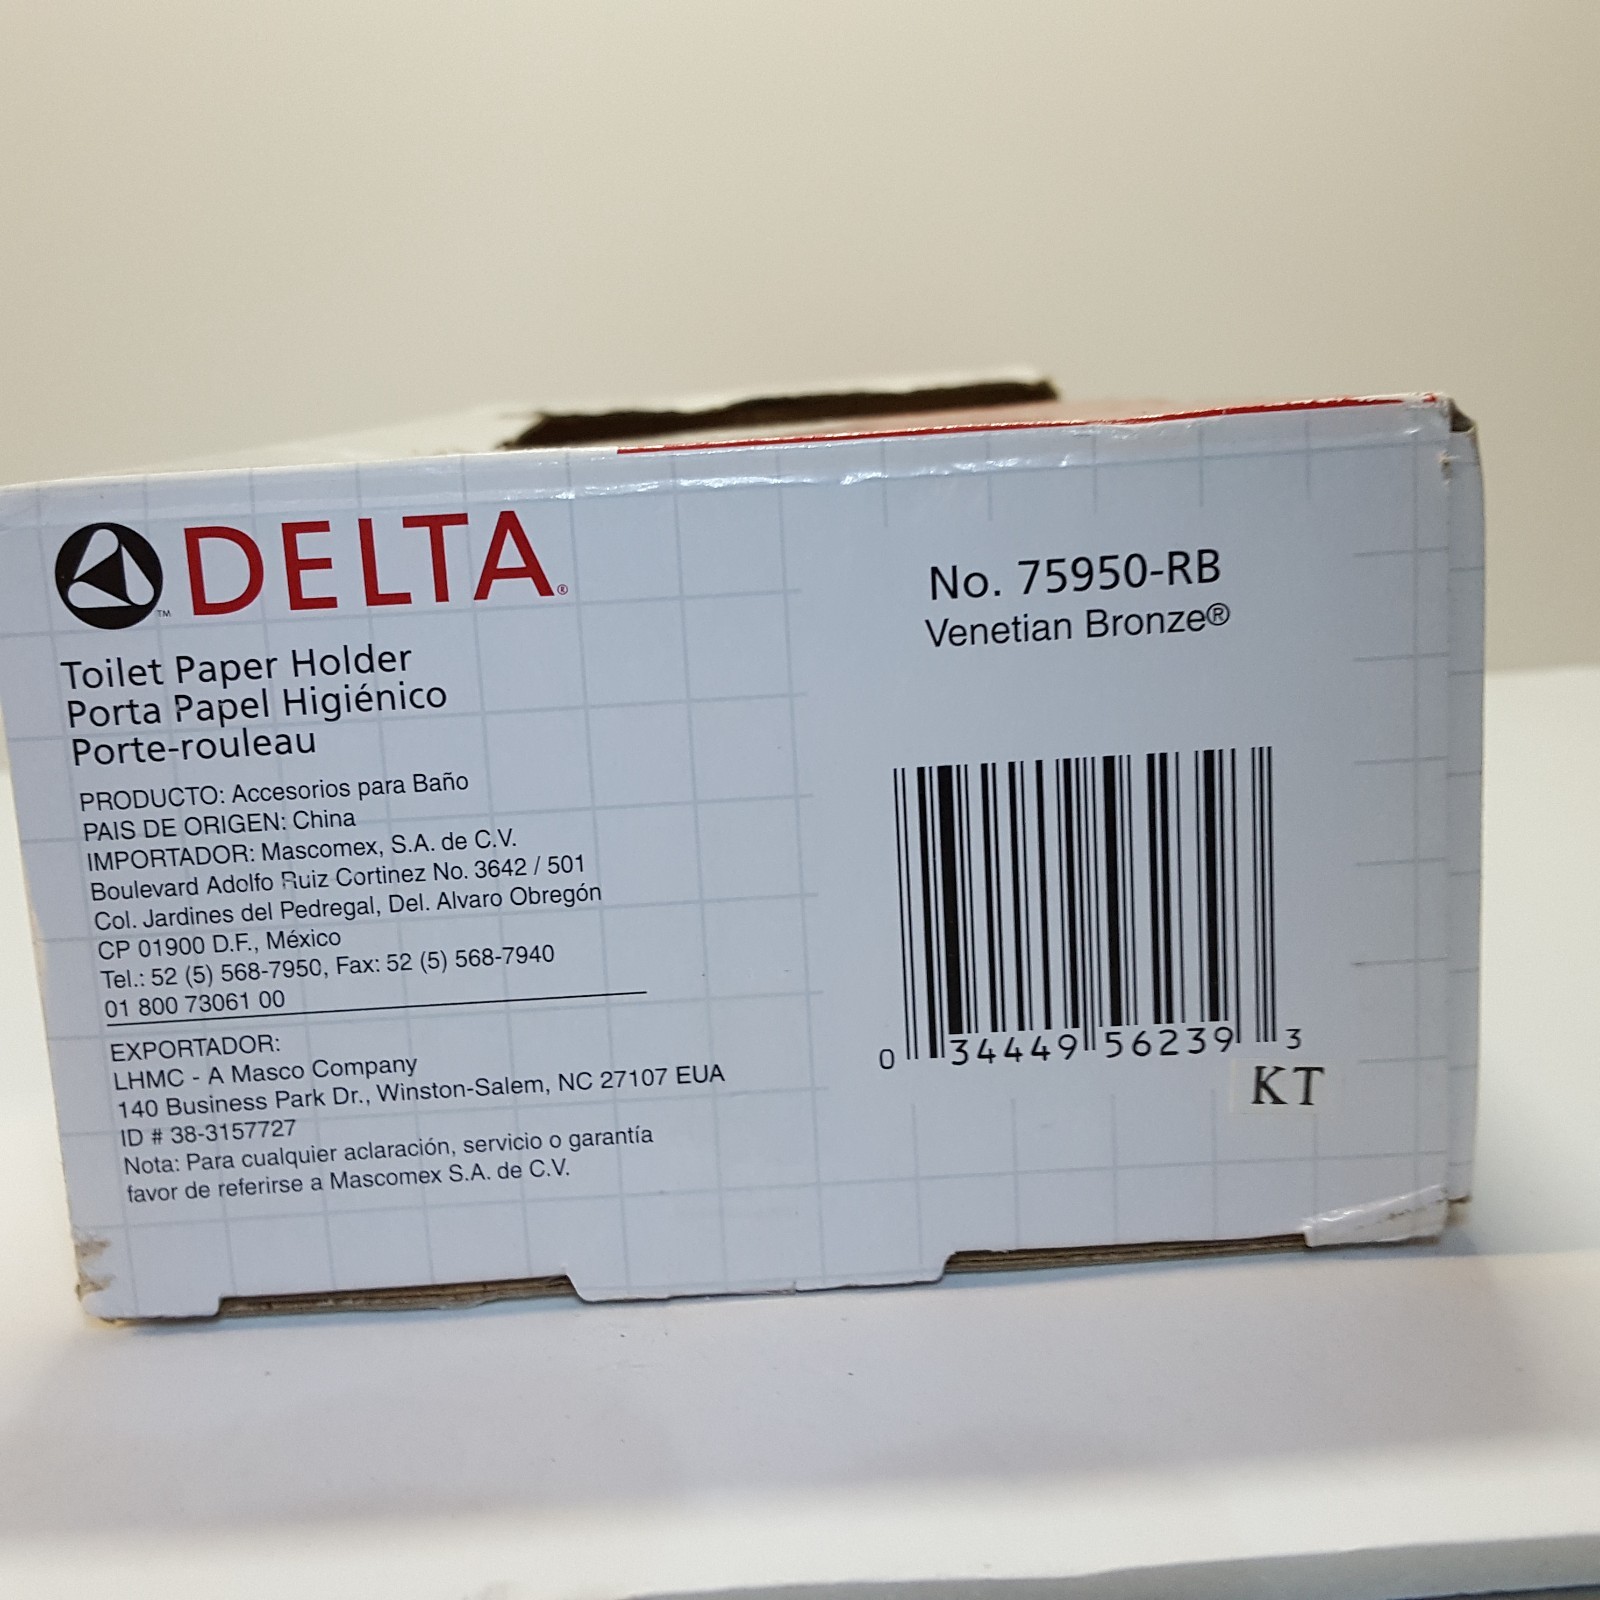 DELTA®
™
Toilet Paper Holder
Porta Papel Higiénico
Porte-rouleau
PRODUCTO: Accesorios para Baño
PAIS DE ORIGEN: China
IMPORTADOR: Mascomex, S.A. de C.V.
Boulevard Adolfo Ruiz Cortinez No. 3642 / 501
Col. Jardines del Pedregal, Del. Alvaro Obregón
CP 01900 D.F., México
Tel.: 52 (5) 568-7950, Fax: 52 (5) 568-7940
01 800 73061 00
EXPORTADOR:
LHMC - A Masco Company
140 Business Park Dr., Winston-Salem, NC 27107 EUA
ID # 38-3157727
Nota: Para cualquier aclaración, servicio o garantía
favor de referirse a Mascomex S.A. de C.V.
No. 75950-RB
Venetian Bronze®
0 34449 56239 3
KT